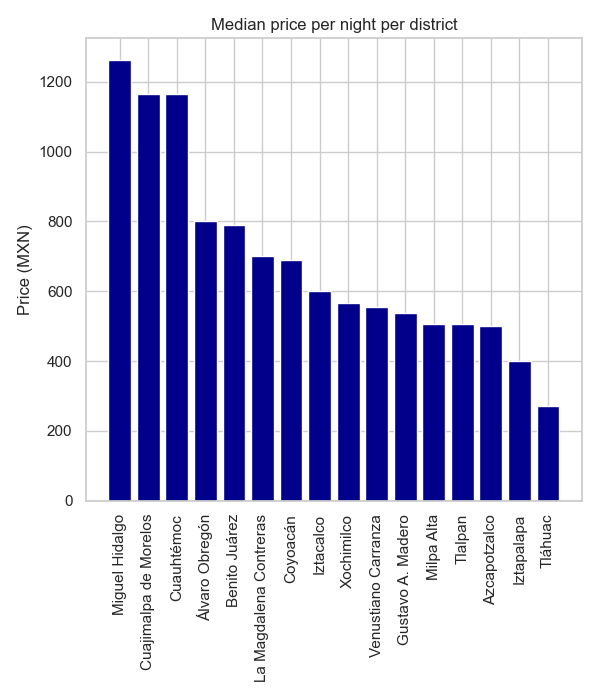 Median price per night per district
Price (MXN)
1200
1000
800
600
400
200
0
Miguel Hidalgo
Cuajimalpa de Morelos
Cuauhtémoc
Álvaro Obregón
Benito Juárez
La Magdalena Contreras
Coyoacán
Iztacalco
Xochimilco
Venustiano Carranza
Gustavo A. Madero
Milpa Alta
Tlalpan
Azcapotzalco
Iztapalapa
Tláhuac